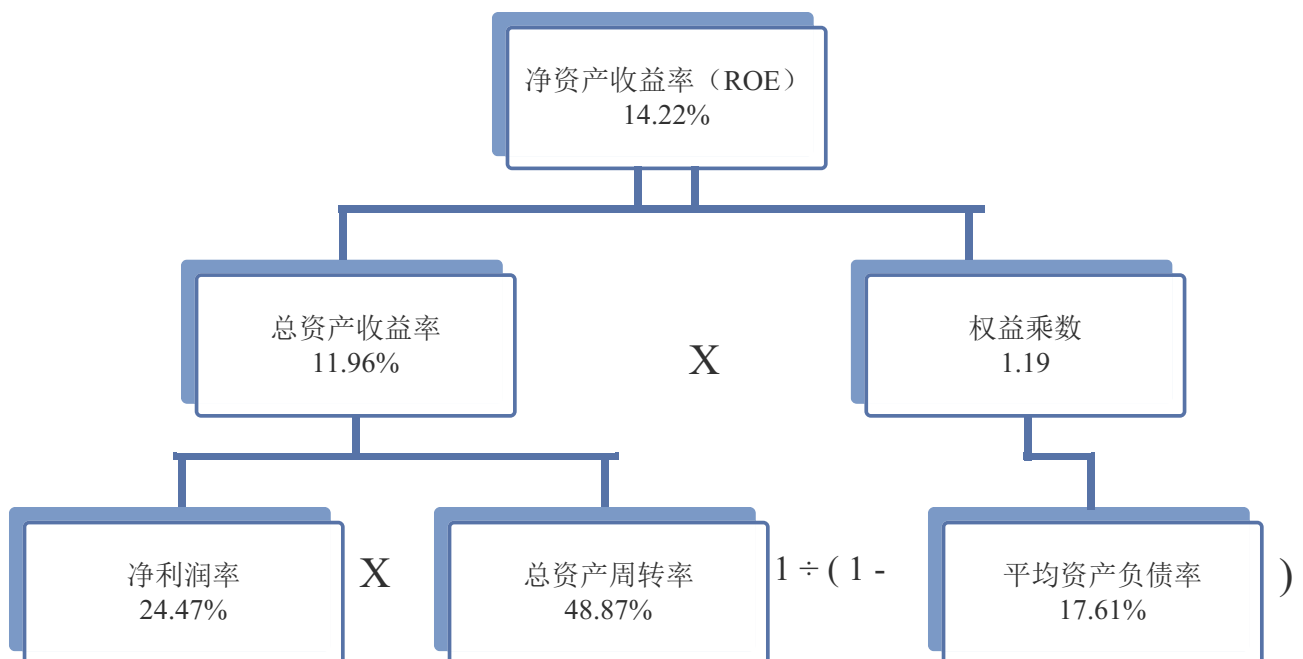 净资产收益率（ROE）
14.22%
总资产收益率
11.96%
X
权益乘数
1.19
净利润率
24.47%
X
总资产周转率
48.87%
1 ÷ ( 1 -
平均资产负债率
17.61%
)